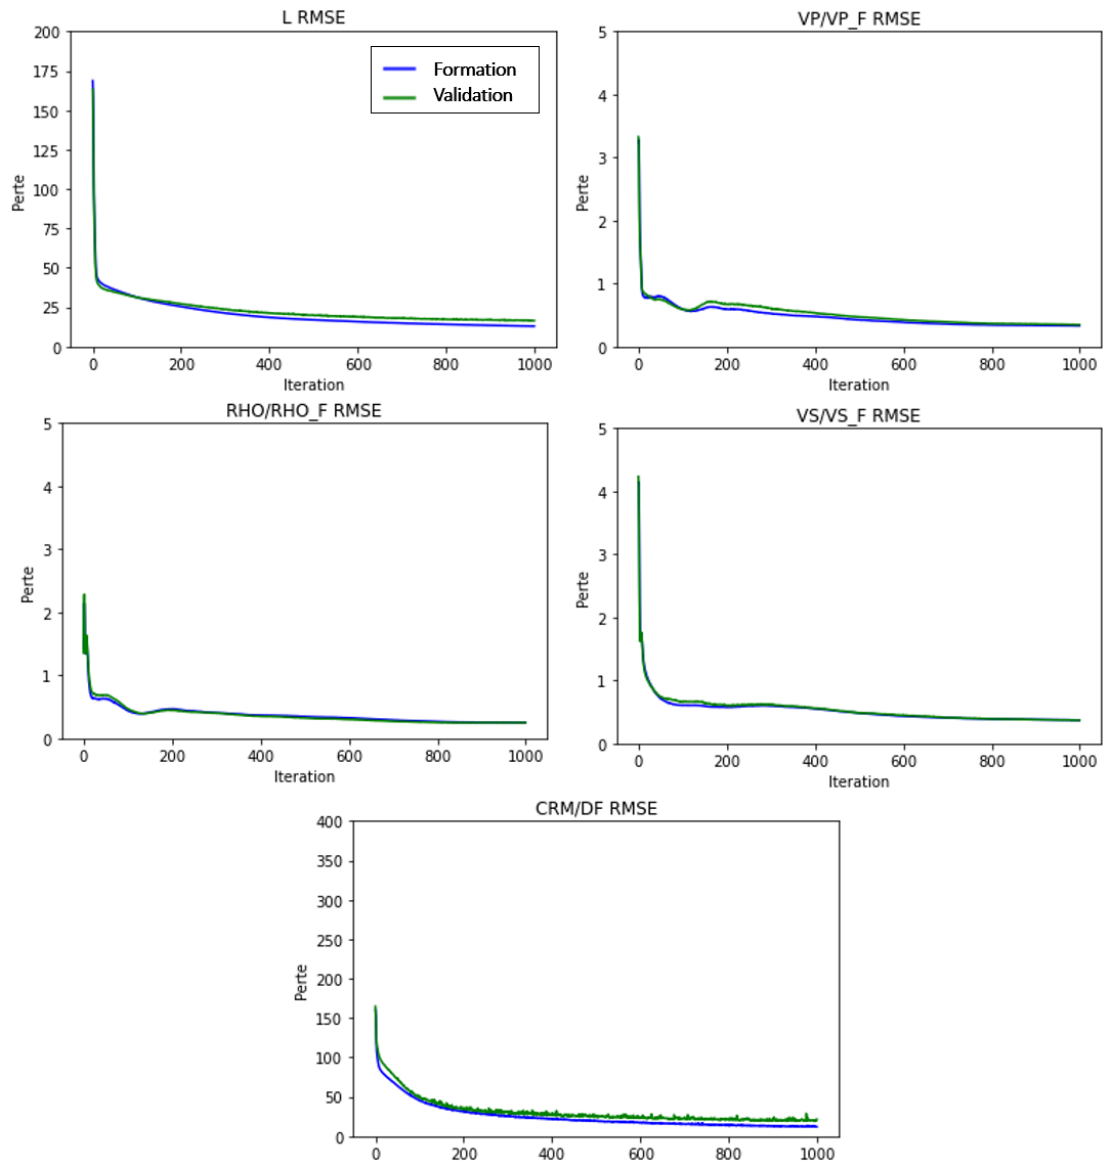 L RMSE
200
175
150
125
100
75
50
25
0
Perte
Formation
Validation
0 200 400 600 800 1000
Iteration
VP/VP_F RMSE
5
4
3
2
1
0
Perte
0 200 400 600 800 1000
Iteration
RHO/RHO_F RMSE
5
4
3
2
1
0
Perte
0 200 400 600 800 1000
Iteration
VS/VS_F RMSE
5
4
3
2
1
0
Perte
0 200 400 600 800 1000
Iteration
CRM/DF RMSE
400
350
300
250
200
150
100
50
0
Perte
0 200 400 600 800 1000